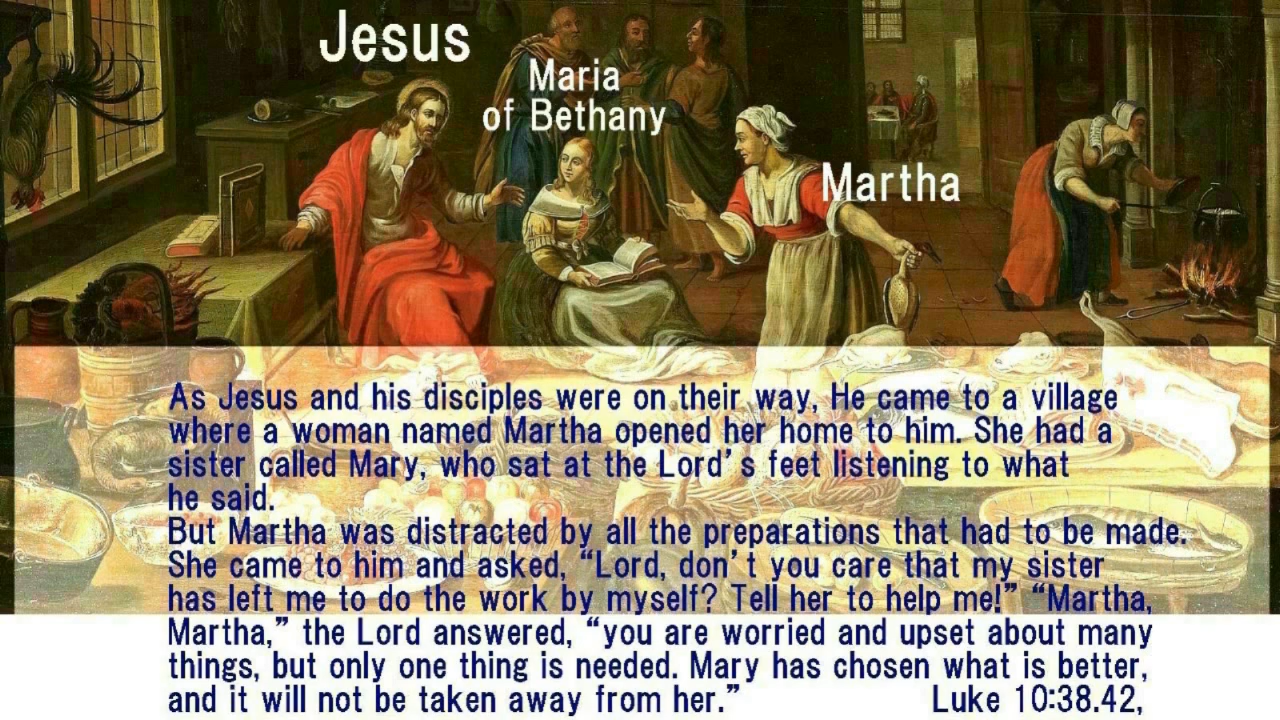 Jesus
Maria
of Bethany
Martha
As Jesus and his disciples were on their way, He came to a village
where a woman named Martha opened her home to him. She had a
sister called Mary, who sat at the Lord's feet listening to what
he said.
But Martha was distracted by all the preparations that had to be made.
She came to him and asked, “Lord, don't you care that my sister
has left me to do the work by myself? Tell her to help me!” “Martha,
Martha,” the Lord answered, “you are worried and upset about many
things, but only one thing is needed. Mary has chosen what is better,
and it will not be taken away from her.” Luke 10:38.42,